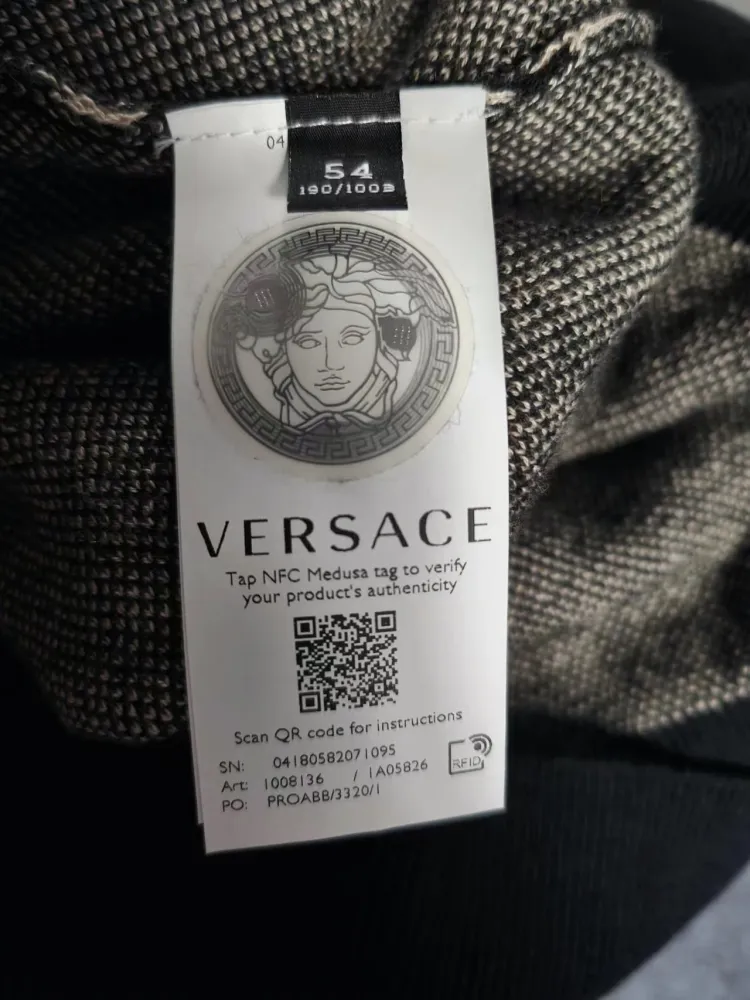 04
54
190/100B
VERSACE
Tap NFC Medusa tag to verify
your product's authenticity
Scan QR code for instructions
SN: 04180582071095
Art: 1008136 / 1A05826
PO: PROABB/3320/1
RFID